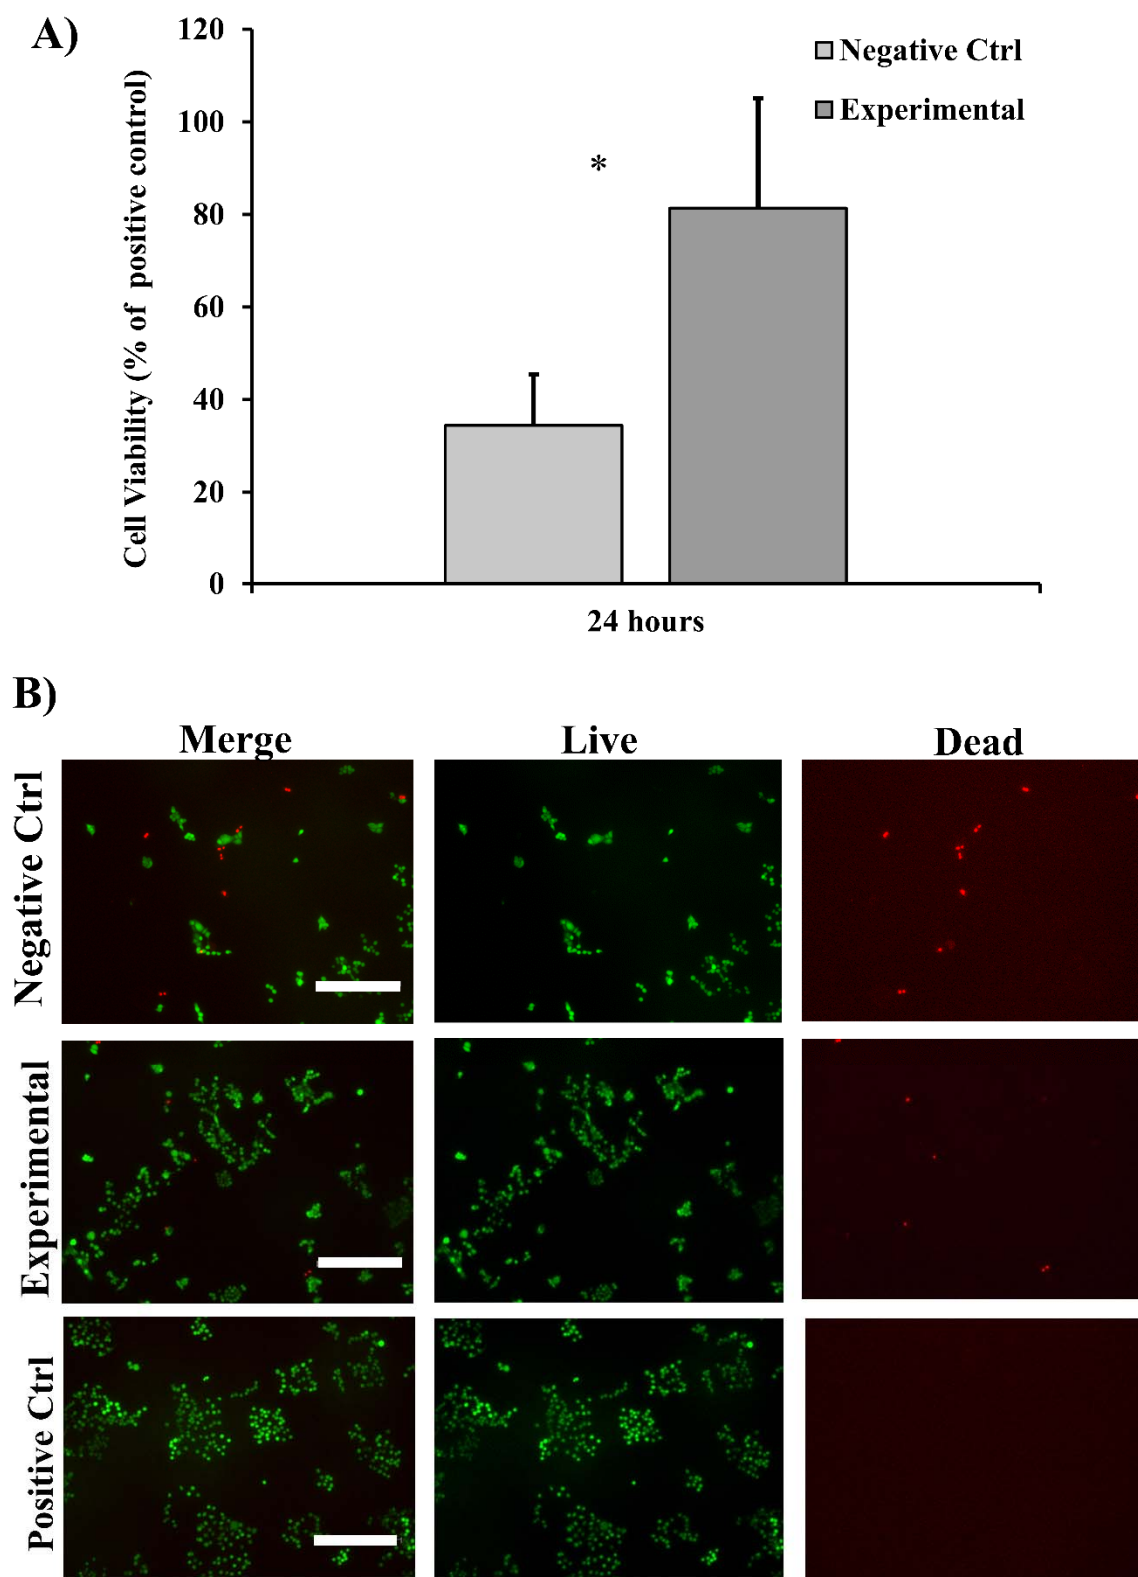 A)
120
100
80
60
40
20
0
Cell Viability (% of positive control)
Negative Ctrl
Experimental
*
24 hours
B)
Merge Live Dead
Negative Ctrl
Experimental
Positive Ctrl